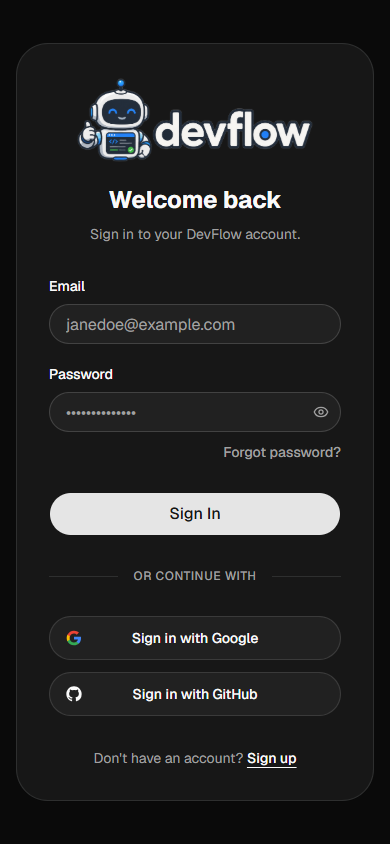 devflow
Welcome back
Sign in to your DevFlow account.
Email
janedoe@example.com
Password
••••••••••••••
Forgot password?
Sign In
OR CONTINUE WITH
Sign in with Google
Sign in with GitHub
Don't have an account? Sign up